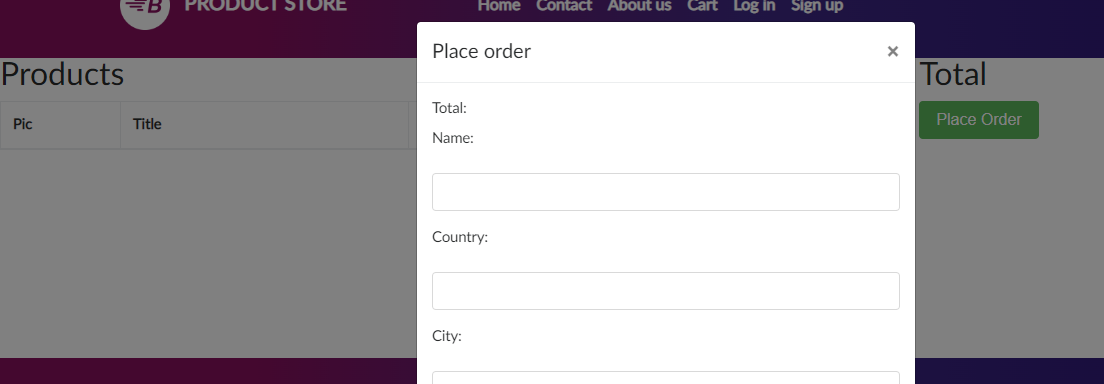 B PRODUCT STORE
Home Contact About us Cart Log in Sign up
Place order ×
Products
Total
Pic Title
Place Order
Total:
Name:
Country:
City: